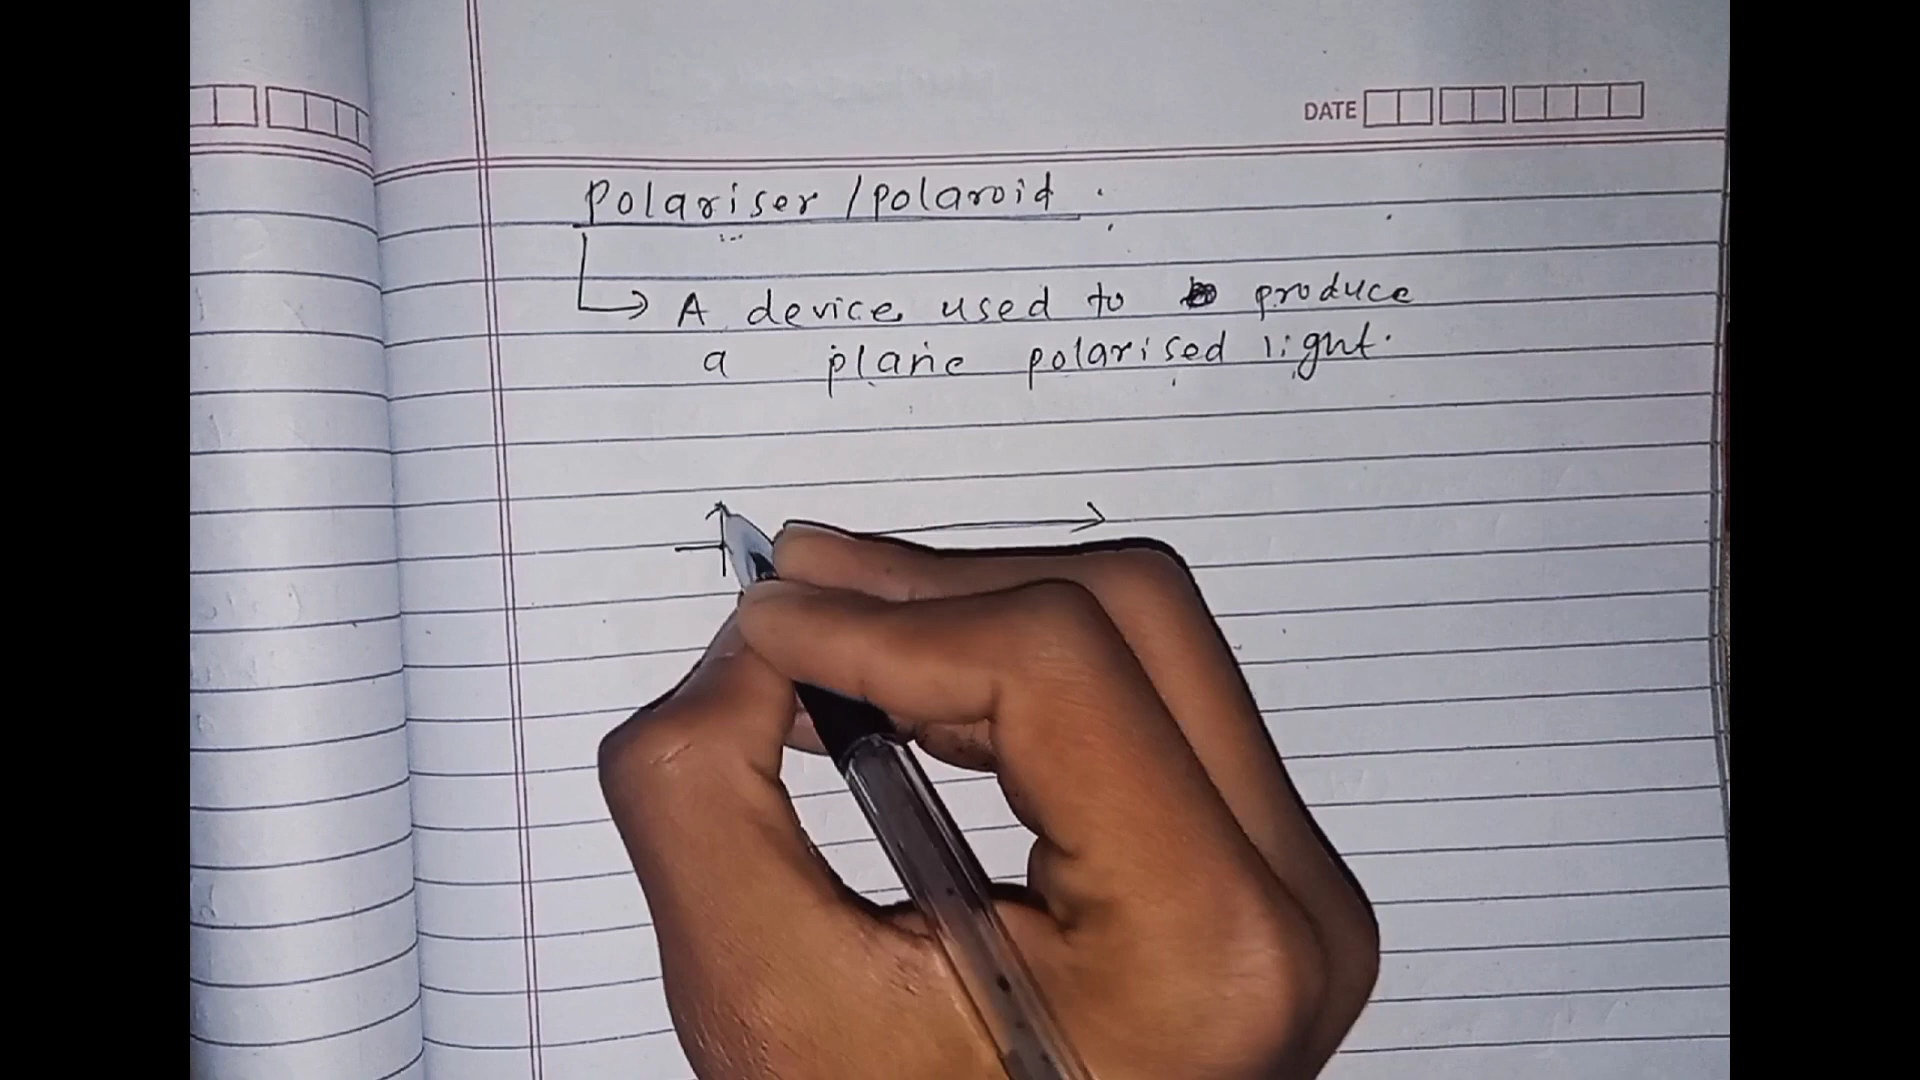 DATE
Polariser / polaroid .
A device used to produce
a plane polarised light.